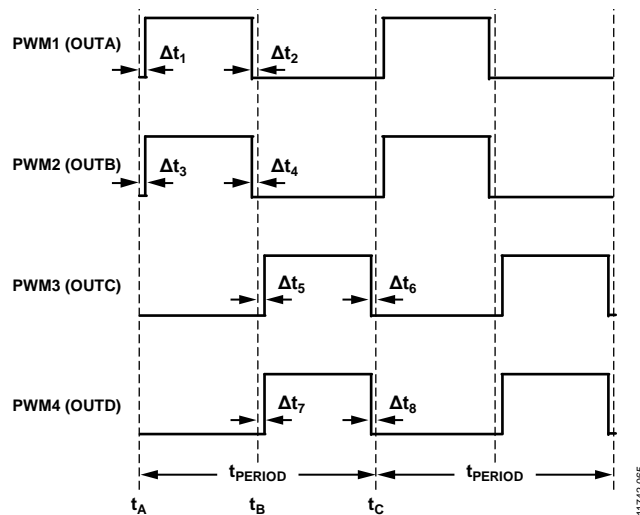 PWM1 (OUTA)
Δt1
Δt2
PWM2 (OUTB)
Δt3
Δt4
PWM3 (OUTC)
Δt5
Δt6
PWM4 (OUTD)
Δt7
Δt8
tPERIOD
tPERIOD
tA
tB
tC